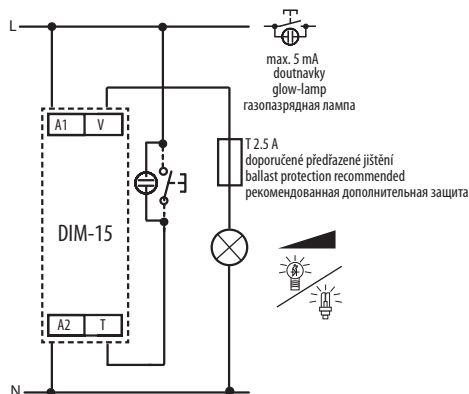 L
max. 5 mA
doutnavky
glow-lamp
газопазрядная лампа
A1 V
T 2.5 A
doporučené předřazené jištění
ballast protection recommended
рекомендованная дополнительная защита
DIM-15
A2 T
N